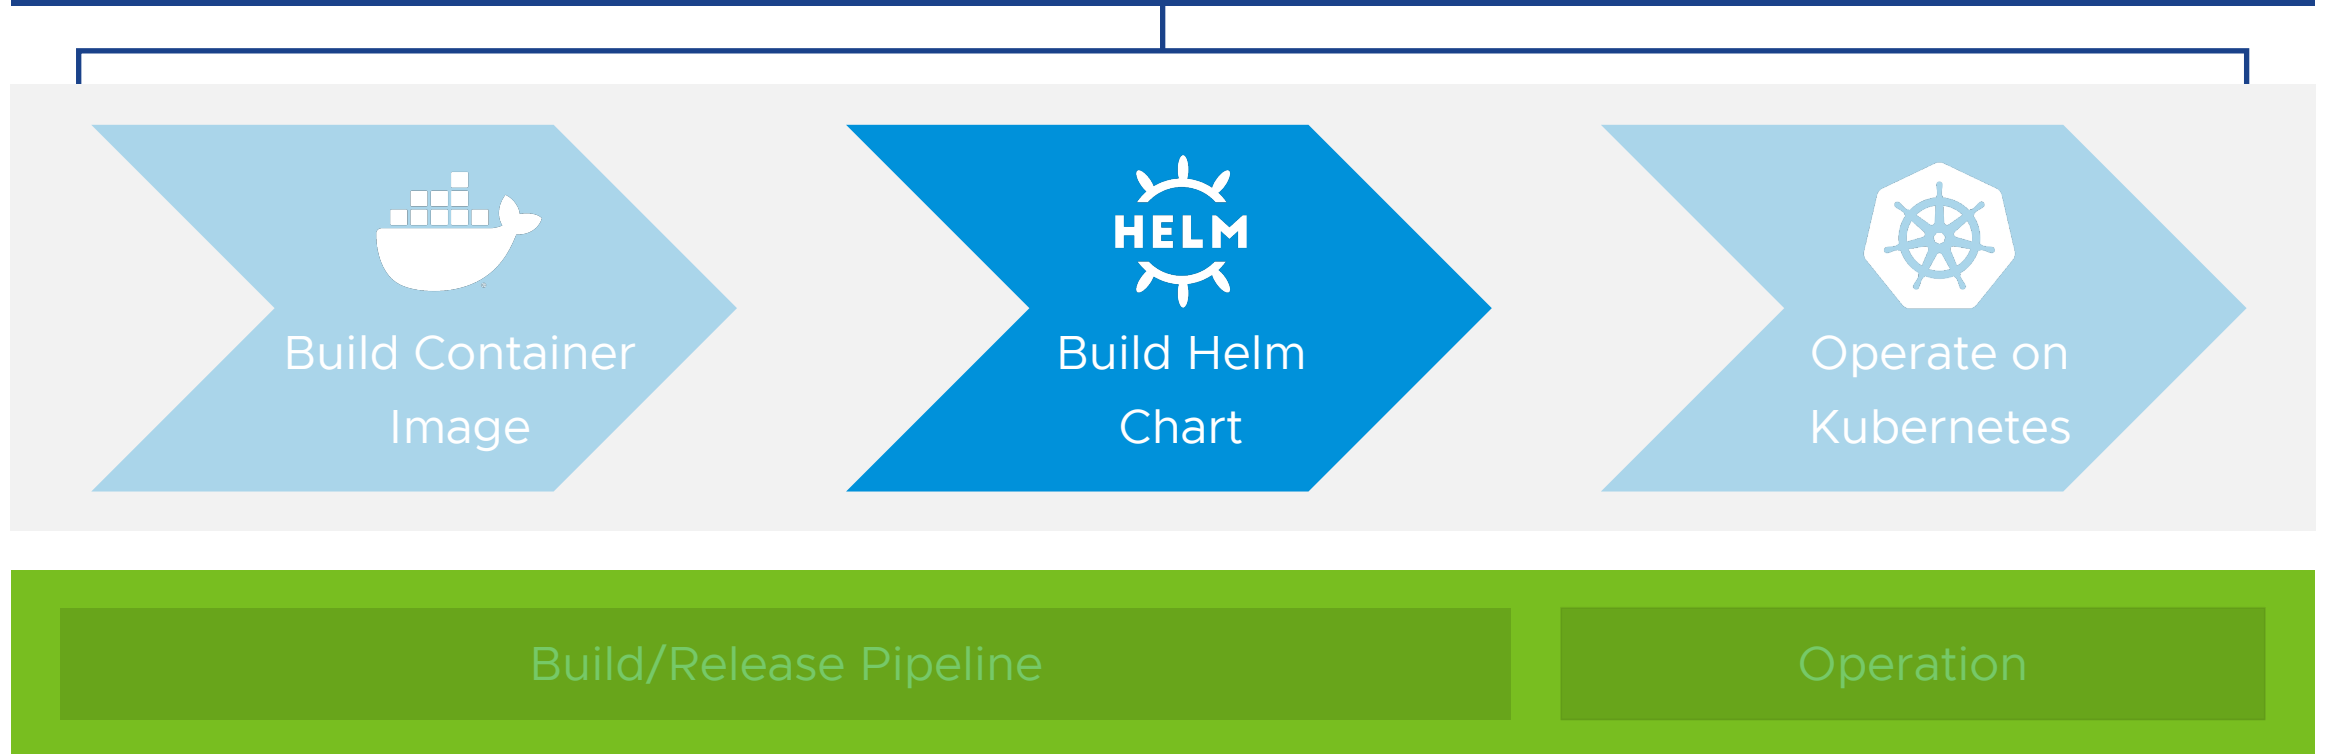 HELM
Build Container
Image
Build Helm
Chart
Operate on
Kubernetes
Build/Release Pipeline
Operation